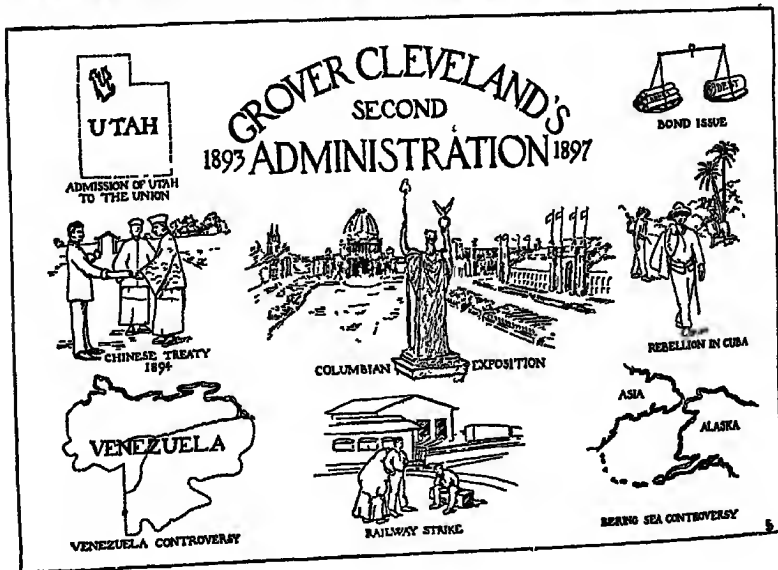 GROVER CLEVELAND'S
SECOND
1893 ADMINISTRATION 1897
UTAH
ADMISSION OF UTAH
TO THE UNION
DEBT
BOND ISSUE
CHINESE TREATY
1894
COLUMBIAN EXPOSITION
REBELLION IN CUBA
VENEZUELA
VENEZUELA CONTROVERSY
RAILWAY STRIKE
ASIA
ALASKA
BERING SEA CONTROVERSY